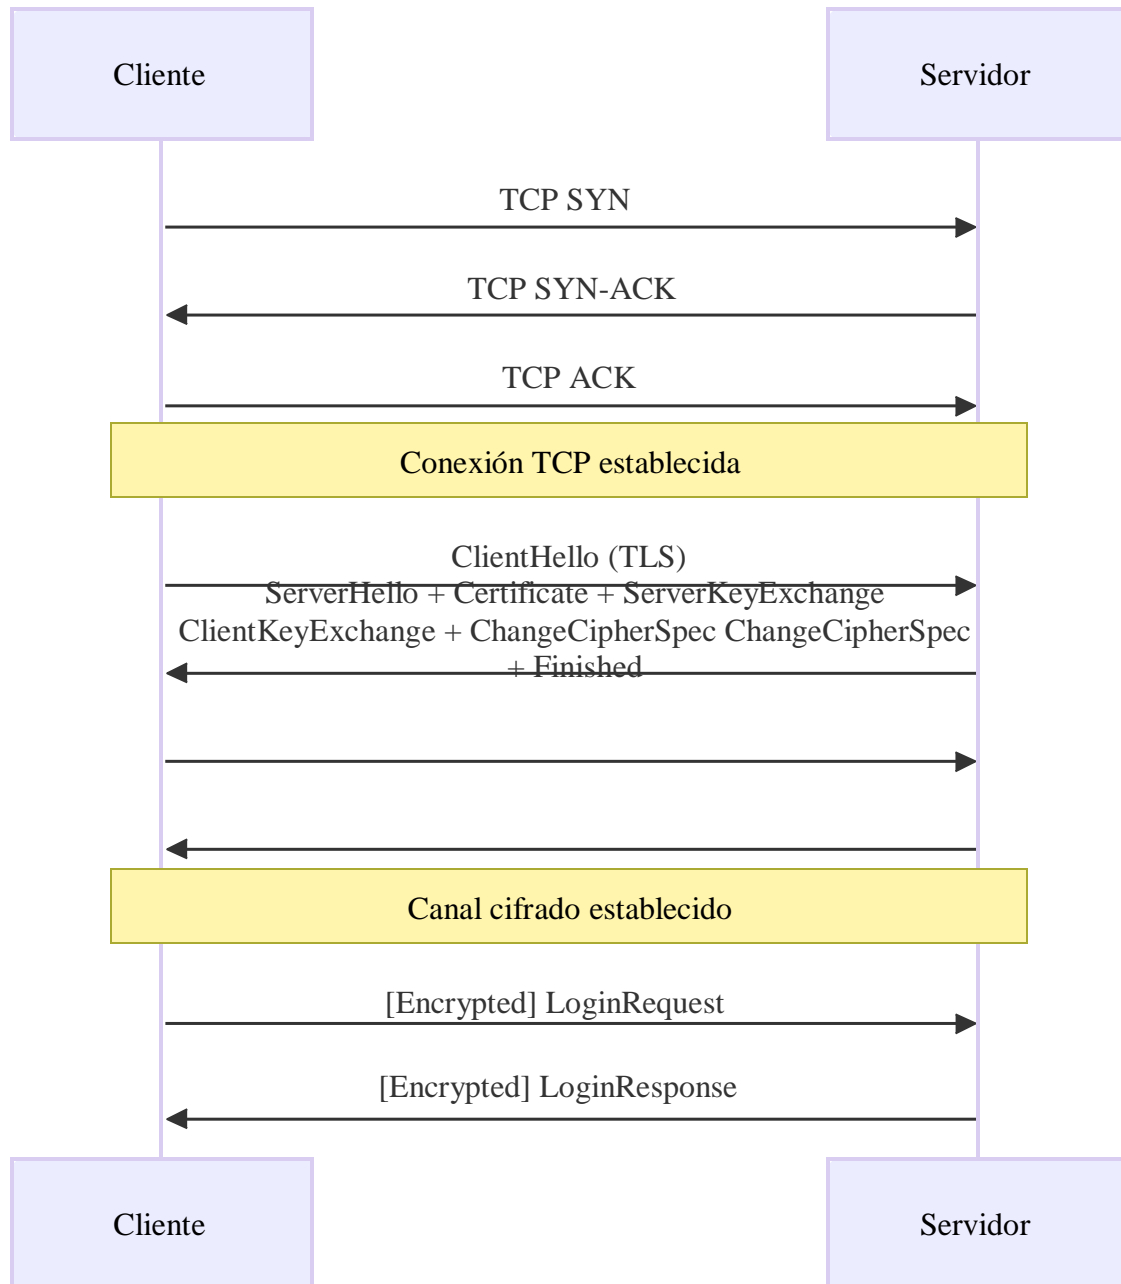 Cliente
Servidor
TCP SYN
TCP SYN-ACK
TCP ACK
Conexión TCP establecida
ClientHello (TLS)
ServerHello + Certificate + ServerKeyExchange
ClientKeyExchange + ChangeCipherSpec ChangeCipherSpec
+ Finished
Canal cifrado establecido
[Encrypted] LoginRequest
[Encrypted] LoginResponse
Cliente
Servidor